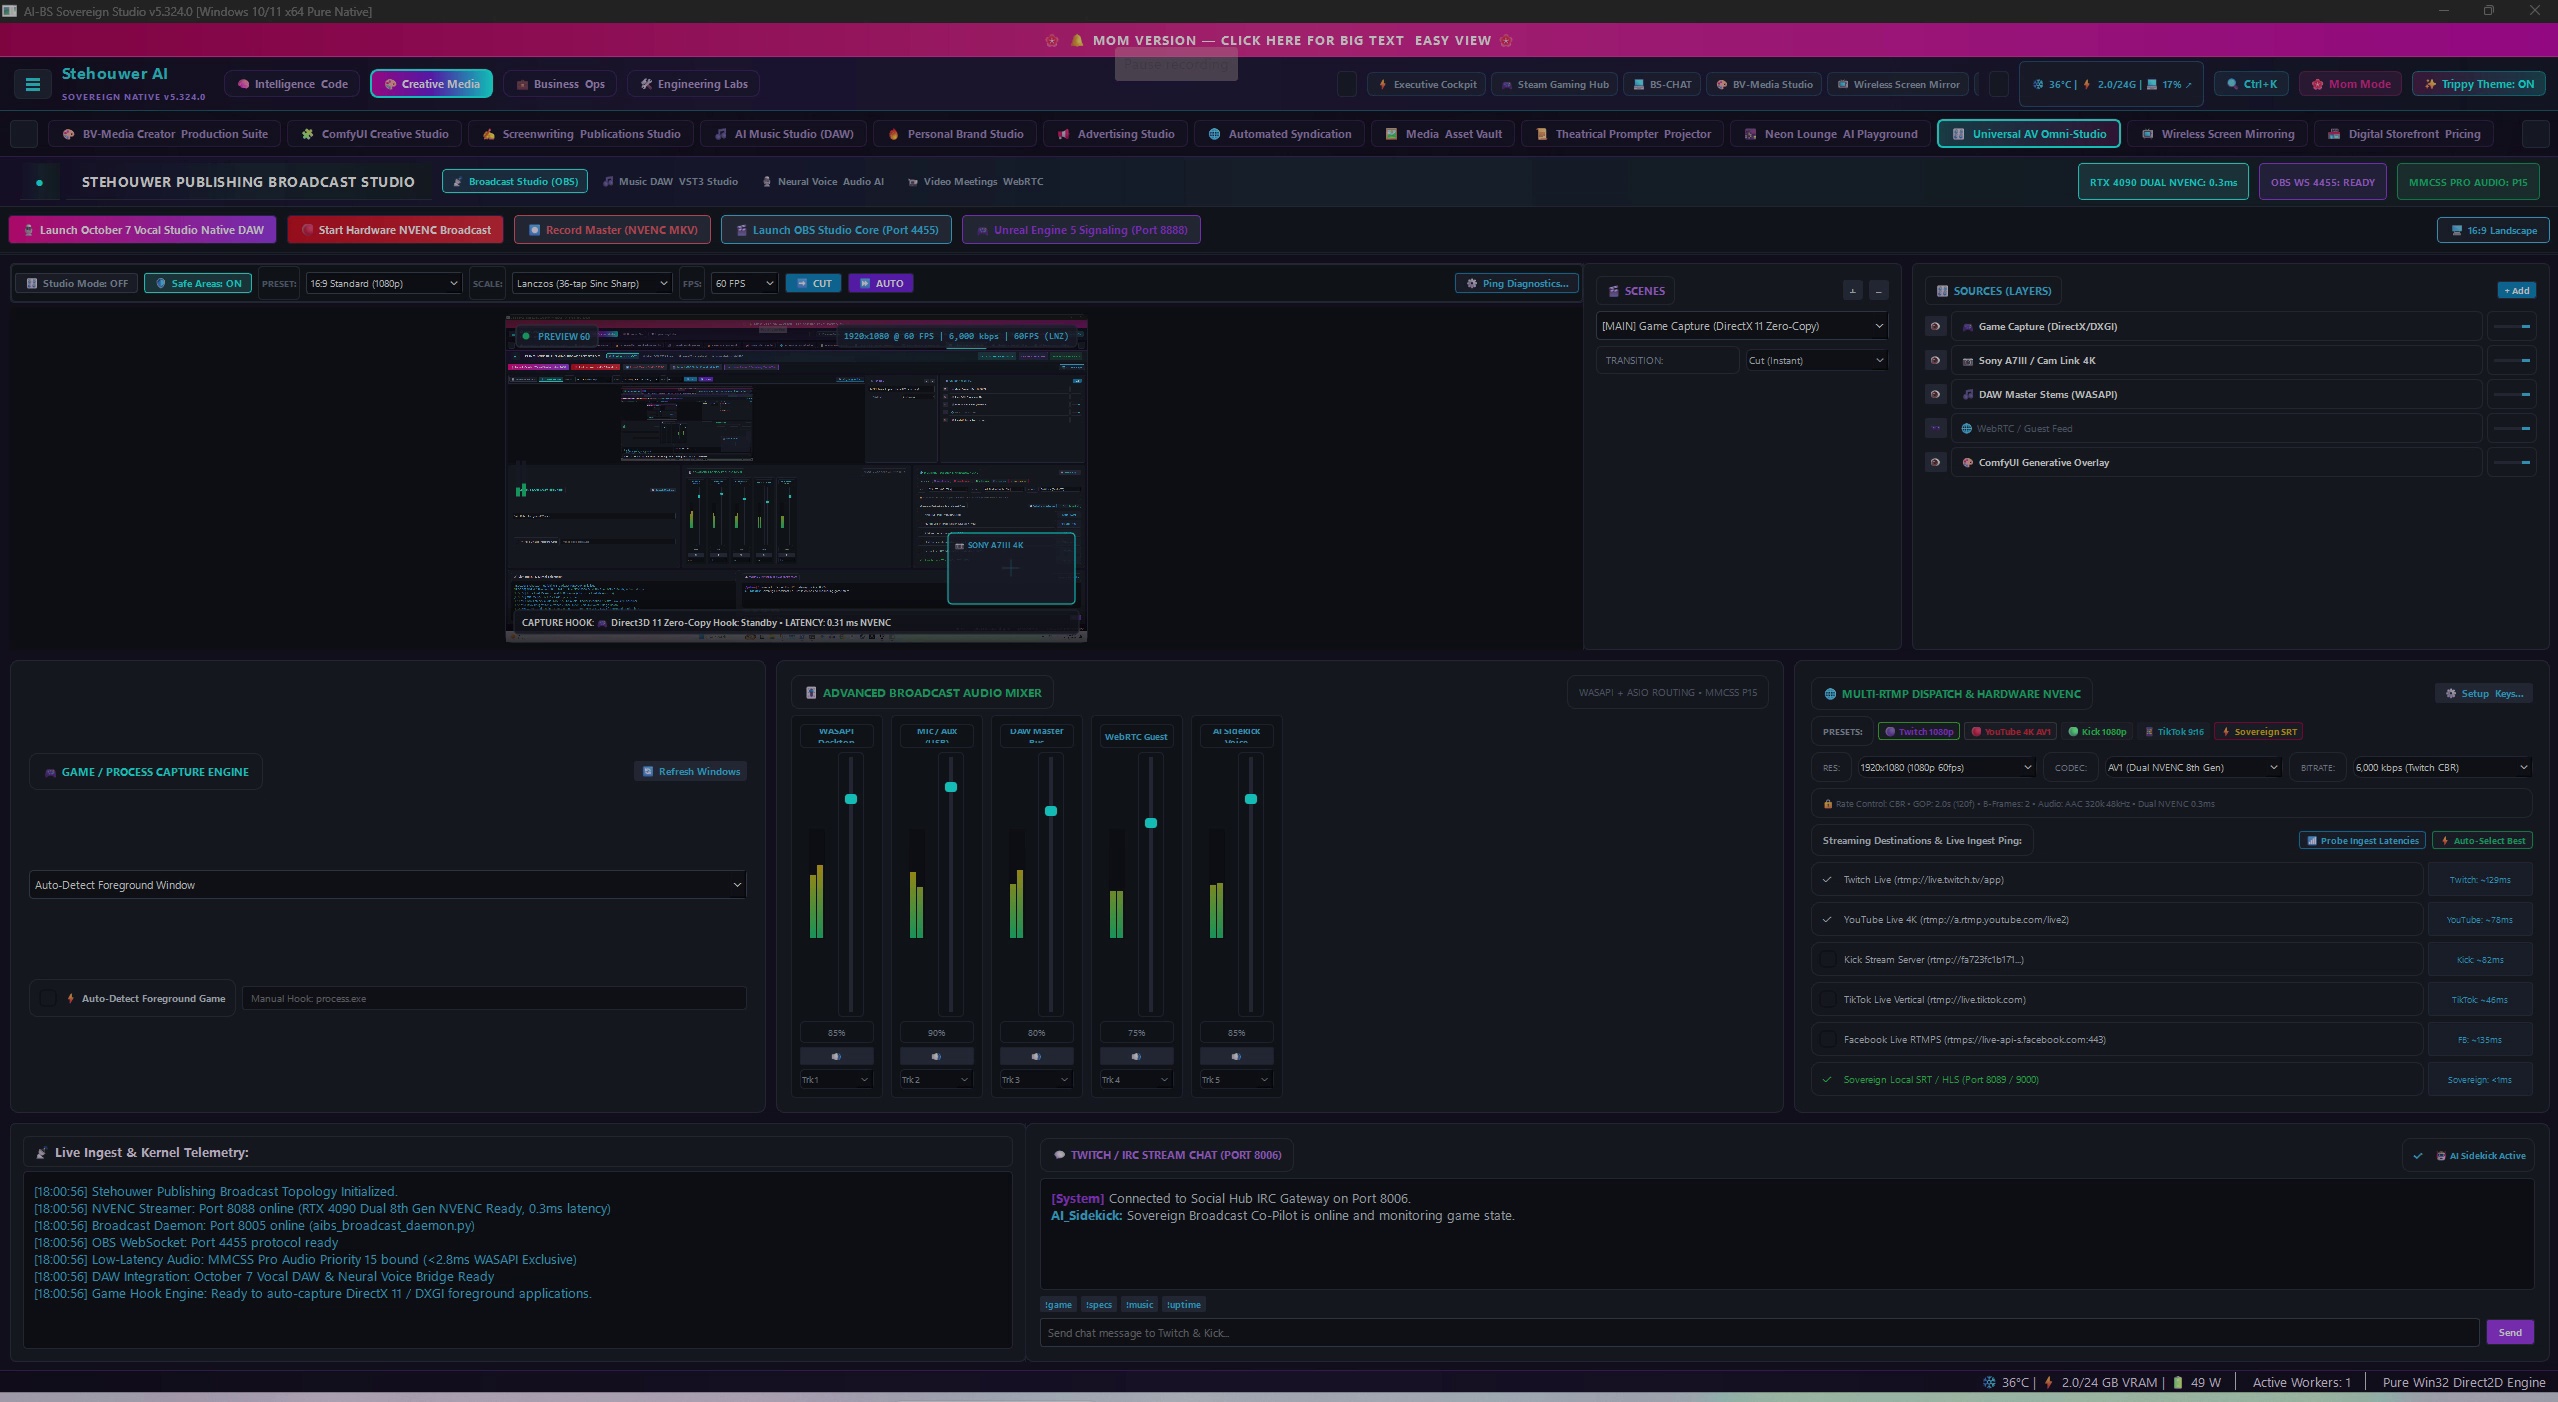 AI-BS Sovereign Studio v5.324.0 [Windows 10/11 x64 Pure Native]
MOM VERSION — CLICK HERE FOR BIG TEXT EASY VIEW
Pause recording
Stehouwer AI
SOVEREIGN NATIVE v5.324.0
Intelligence Code
Creative Media
Business Ops
Engineering Labs
Executive Cockpit
Steam Gaming Hub
BS-CHAT
BV-Media Studio
Wireless Screen Mirror
36°C | 2.0/24G | 17%
Ctrl+K
Mom Mode
Trippy Theme: ON
BV-Media Creator Production Suite
ComfyUI Creative Studio
Screenwriting Publications Studio
AI Music Studio (DAW)
Personal Brand Studio
Advertising Studio
Automated Syndication
Media Asset Vault
Theatrical Prompter Projector
Neon Lounge AI Playground
Universal AV Omni-Studio
Wireless Screen Mirroring
Digital Storefront Pricing
STEHOUWER PUBLISHING BROADCAST STUDIO
Broadcast Studio (OBS)
Music DAW VST3 Studio
Neural Voice Audio AI
Video Meetings WebRTC
RTX 4090 DUAL NVENC: 0.3ms
OBS WS 4455: READY
MMCSS PRO AUDIO: P15
Launch October 7 Vocal Studio Native DAW
Start Hardware NVENC Broadcast
Record Master (NVENC MKV)
Launch OBS Studio Core (Port 4455)
Unreal Engine 5 Signaling (Port 8888)
16:9 Landscape
Studio Mode: OFF
Safe Areas: ON
PRESET:
16:9 Standard (1080p)
SCALE:
Lanczos (36-tap Sinc Sharp)
FPS:
60 FPS
CUT
AUTO
Ping Diagnostics...
PREVIEW 60
1920x1080 @ 60 FPS | 6,000 kbps | 60FPS (LNZ)
SONY A7III 4K
CAPTURE HOOK: Direct3D 11 Zero-Copy Hook: Standby • LATENCY: 0.31 ms NVENC
SCENES
+
-
[MAIN] Game Capture (DirectX 11 Zero-Copy)
TRANSITION:
Cut (Instant)
SOURCES (LAYERS)
+ Add
Game Capture (DirectX/DXGI)
Sony A7III / Cam Link 4K
DAW Master Stems (WASAPI)
WebRTC / Guest Feed
ComfyUI Generative Overlay
GAME / PROCESS CAPTURE ENGINE
Refresh Windows
Auto-Detect Foreground Window
Auto-Detect Foreground Game
Manual Hook: process.exe
ADVANCED BROADCAST AUDIO MIXER
WASAPI + ASIO ROUTING • MMCSS P15
WASAPI Desktop
Mic / Aux (USB)
DAW Master Bus
WebRTC Guest
AI Sidekick Voice
85%
90%
80%
75%
85%
Trk 1
Trk 2
Trk 3
Trk 4
Trk 5
MULTI-RTMP DISPATCH & HARDWARE NVENC
Setup Keys...
PRESETS:
Twitch 1080p
YouTube 4K AV1
Kick 1080p
TikTok 9:16
Sovereign SRT
RES:
1920x1080 (1080p 60fps)
CODEC:
AV1 (Dual NVENC 8th Gen)
BITRATE:
6,000 kbps (Twitch CBR)
Rate Control: CBR • GOP: 2.0s (120f) • B-Frames: 2 • Audio: AAC 320k 48kHz • Dual NVENC 0.3ms
Streaming Destinations & Live Ingest Ping:
Probe Ingest Latencies
Auto-Select Best
Twitch Live (rtmp://live.twitch.tv/app)
Twitch: ~129ms
YouTube Live 4K (rtmp://a.rtmp.youtube.com/live2)
YouTube: ~78ms
Kick Stream Server (rtmp://fa723fc1b171...)
Kick: ~82ms
TikTok Live Vertical (rtmp://live.tiktok.com)
TikTok: ~46ms
Facebook Live RTMPS (rtmps://live-api-s.facebook.com:443)
FB: ~135ms
Sovereign Local SRT / HLS (Port 8089 / 9000)
Sovereign: <1ms
Live Ingest & Kernel Telemetry:
[18:00:56] Stehouwer Publishing Broadcast Topology Initialized.
[18:00:56] NVENC Streamer: Port 8088 online (RTX 4090 Dual 8th Gen NVENC Ready, 0.3ms latency)
[18:00:56] Broadcast Daemon: Port 8005 online (aibs_broadcast_daemon.py)
[18:00:56] OBS WebSocket: Port 4455 protocol ready
[18:00:56] Low-Latency Audio: MMCSS Pro Audio Priority 15 bound (<2.8ms WASAPI Exclusive)
[18:00:56] DAW Integration: October 7 Vocal DAW & Neural Voice Bridge Ready
[18:00:56] Game Hook Engine: Ready to auto-capture DirectX 11 / DXGI foreground applications.
TWITCH / IRC STREAM CHAT (PORT 8006)
AI Sidekick Active
[System] Connected to Social Hub IRC Gateway on Port 8006.
AI_Sidekick: Sovereign Broadcast Co-Pilot is online and monitoring game state.
!game
!specs
!music
!uptime
Send chat message to Twitch & Kick...
Send
36°C | 2.0/24 GB VRAM | 49 W
Active Workers: 1
Pure Win32 Direct2D Engine